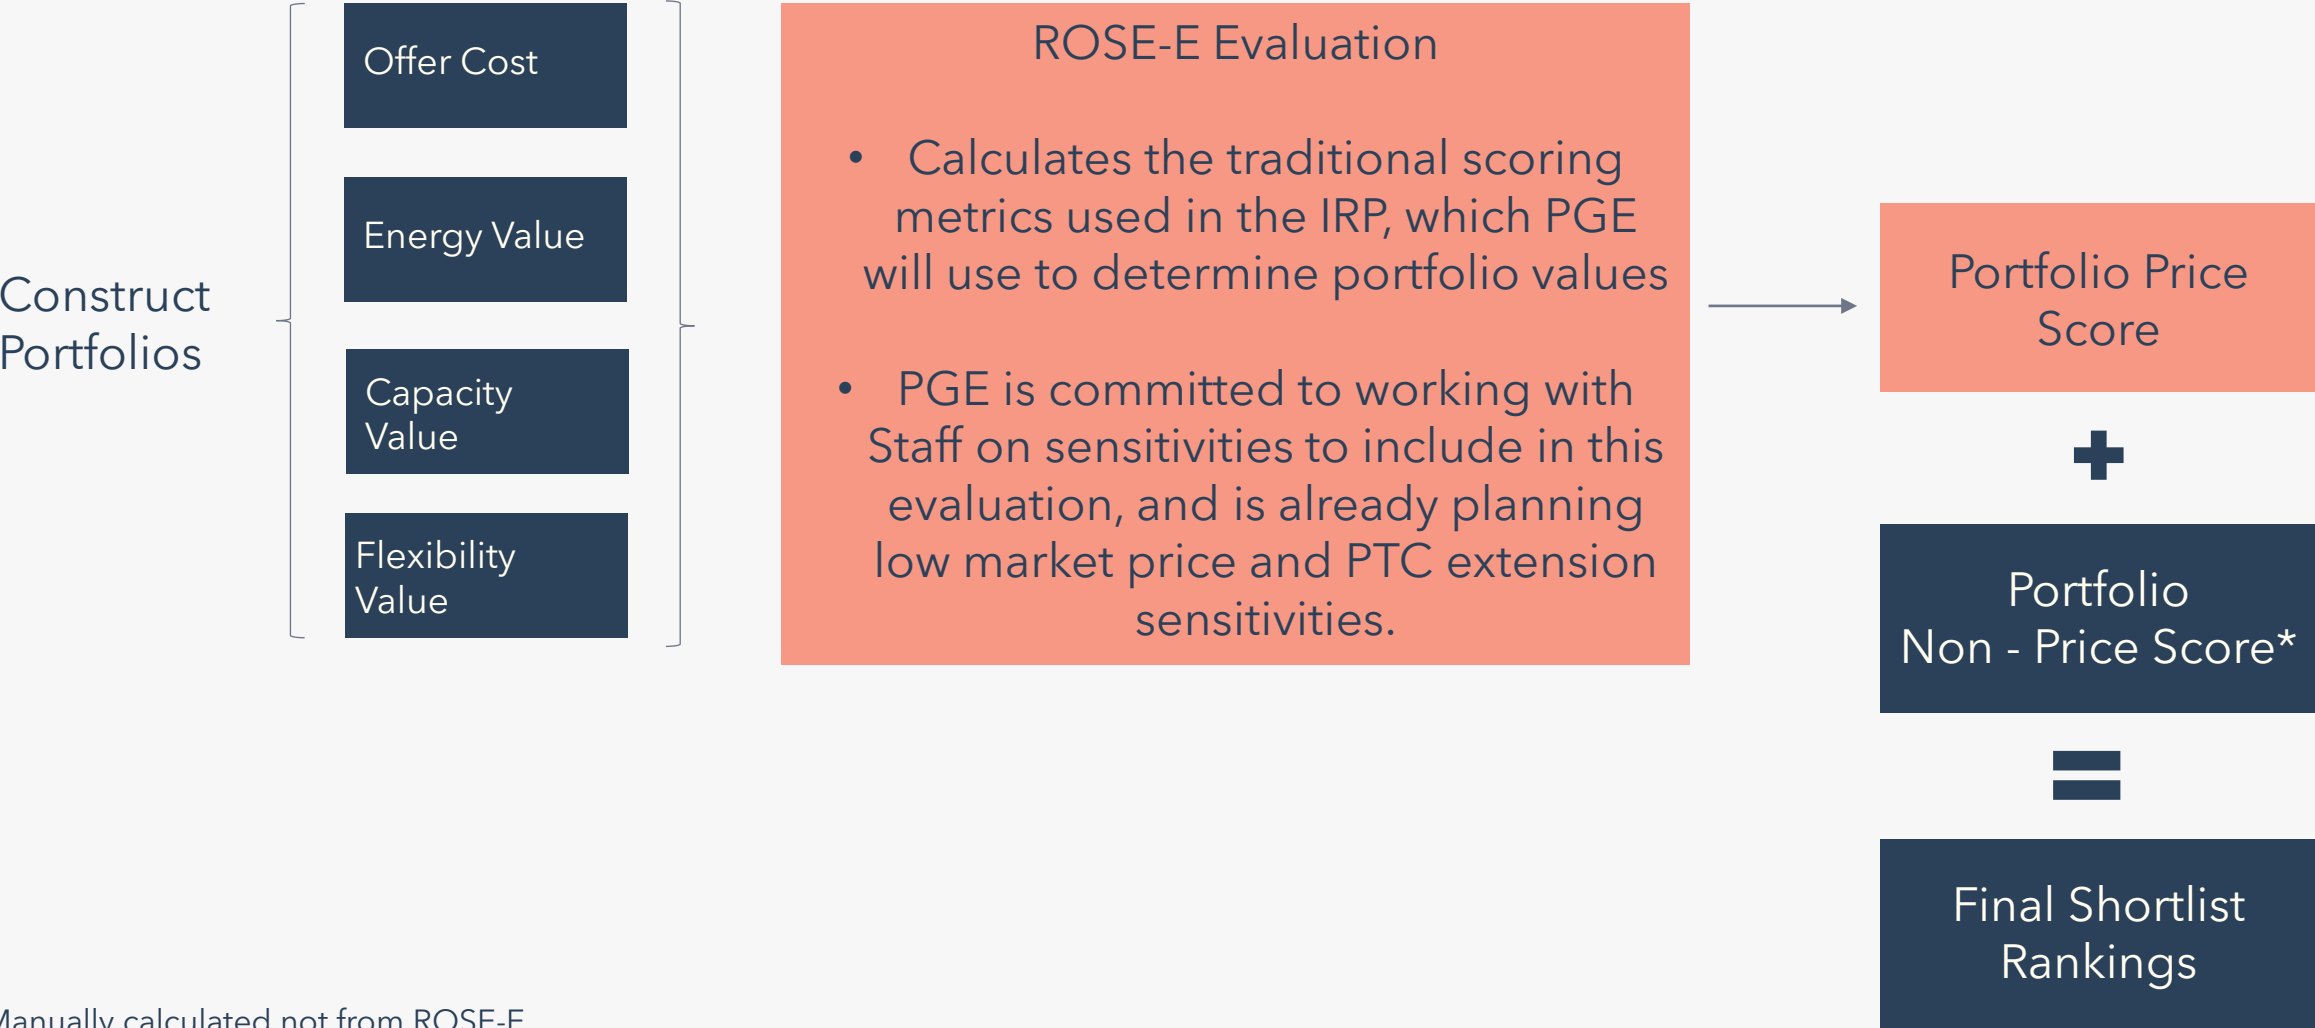 Construct
Portfolios
Offer Cost
Energy Value
Capacity
Value
Flexibility
Value
ROSE-E Evaluation
• Calculates the traditional scoring
metrics used in the IRP, which PGE
will use to determine portfolio values
• PGE is committed to working with
Staff on sensitivities to include in this
evaluation, and is already planning
low market price and PTC extension
sensitivities.
Portfolio Price
Score
Portfolio
Non - Price Score*
Final Shortlist
Rankings
Manually calculated not from ROSE-E